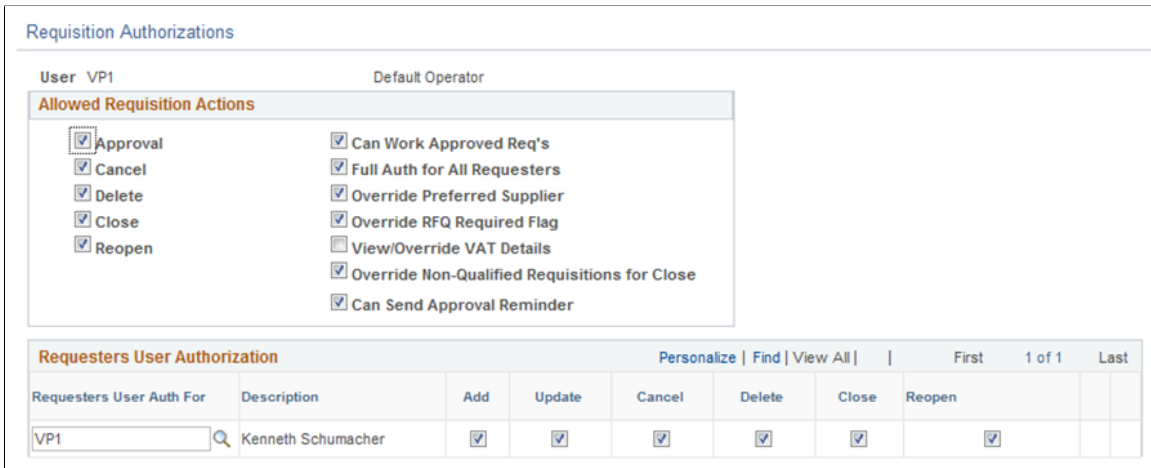 Requisition Authorizations
User VP1 Default Operator
Allowed Requisition Actions
Approval Can Work Approved Req's
Cancel Full Auth for All Requesters
Delete Override Preferred Supplier
Close Override RFQ Required Flag
Reopen View/Override VAT Details
Override Non-Qualified Requisitions for Close
Can Send Approval Reminder
Requesters User Authorization Personalize | Find | View All | | First 1 of 1 Last
Requesters User Auth For Description Add Update Cancel Delete Close Reopen
VP1 Kenneth Schumacher